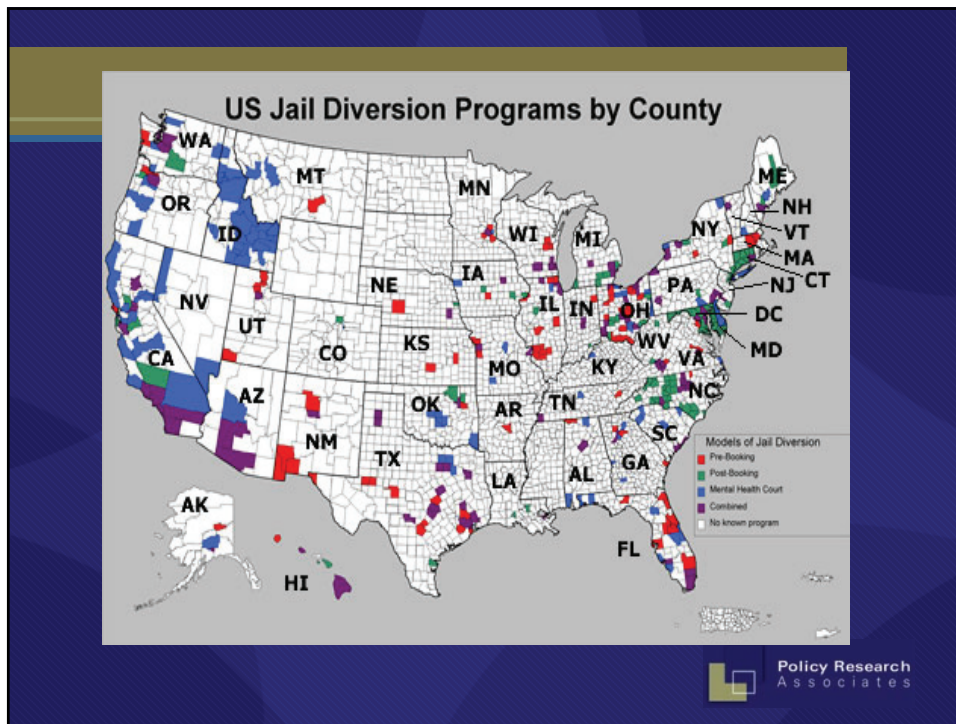 US Jail Diversion Programs by County
WA
MT
ME
MN
OR
NH
ID
WI
MI
NY
VT
MA
IA
CT
NE
PA
NJ
NV
IL
IN
OH
UT
DC
CO
KS
WV
MD
CA
MO
KY
VA
AZ
OK
TN
NC
NM
AR
SC
TX
LA
AL
GA
AK
FL
HI
Models of Jail Diversion
Pre-Booking
Post-Booking
Mental Health Court
Combined
No known program
Policy Research
Associates